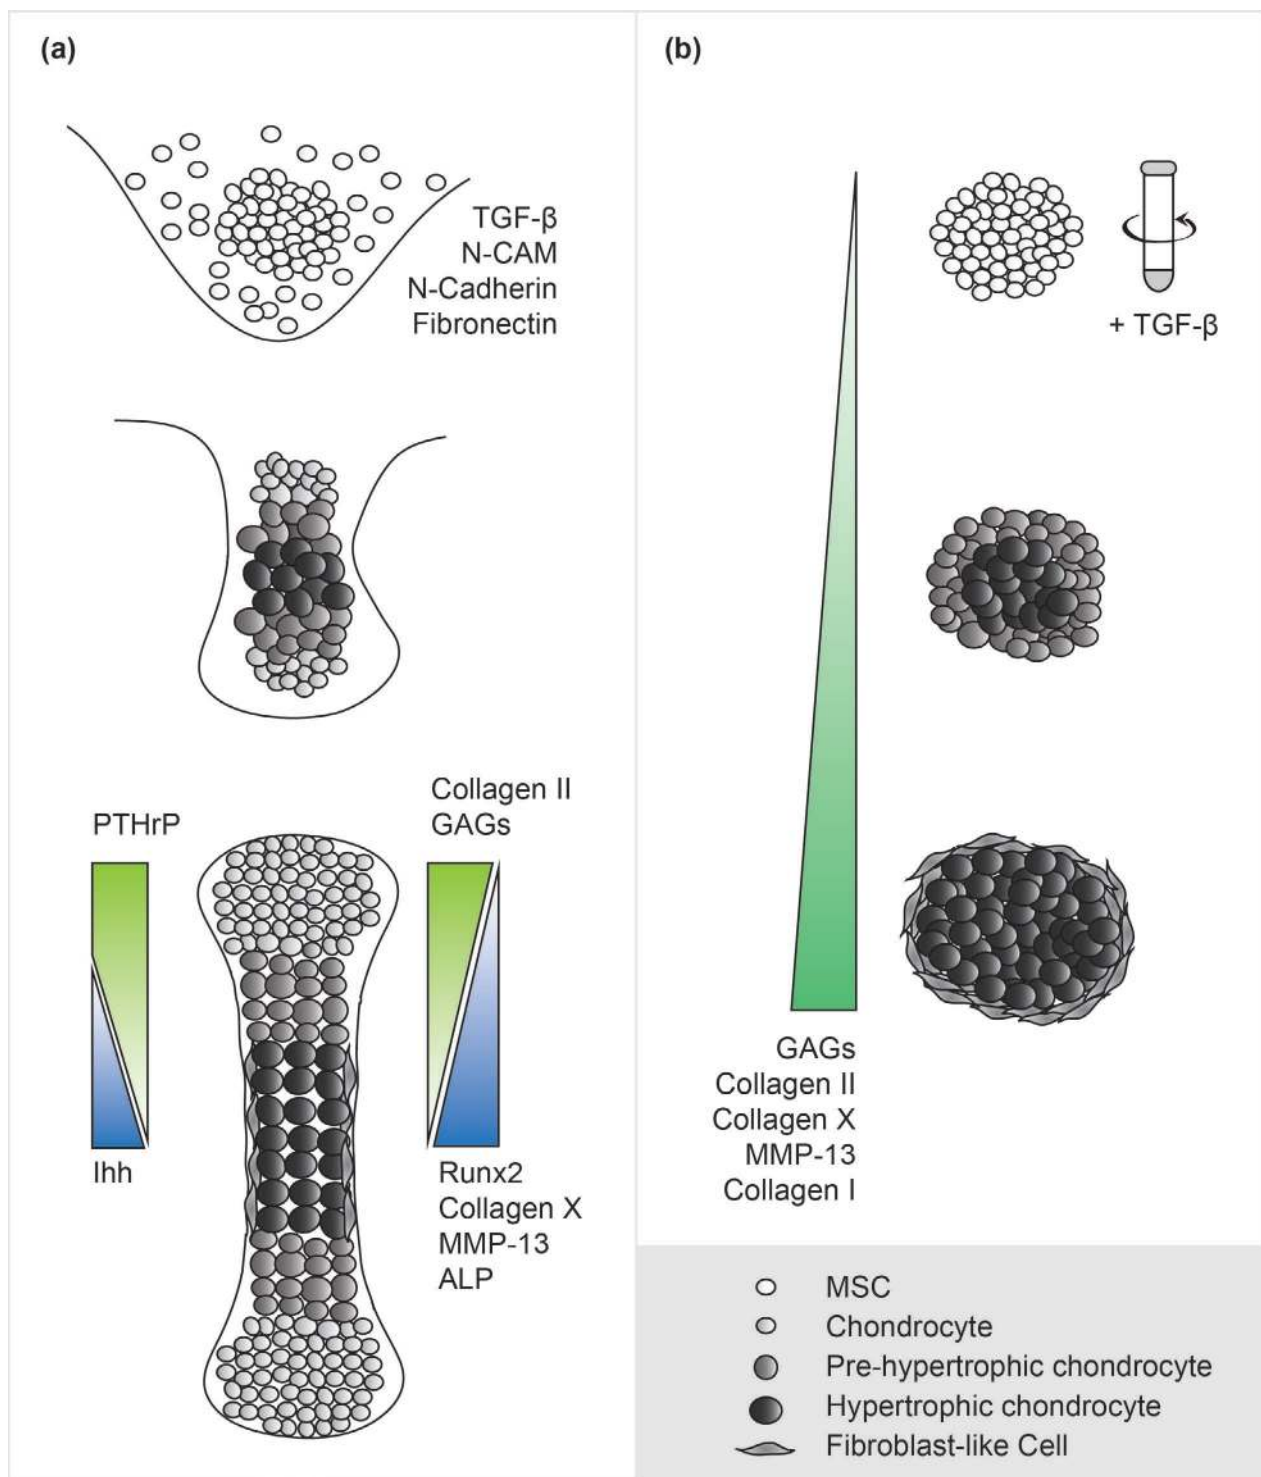 (a)
TGF-β
N-CAM
N-Cadherin
Fibronectin
PTHrP
Ihh
Collagen II
GAGs
Runx2
Collagen X
MMP-13
ALP
(b)
+ TGF-β
GAGs
Collagen II
Collagen X
MMP-13
Collagen I
MSC
Chondrocyte
Pre-hypertrophic chondrocyte
Hypertrophic chondrocyte
Fibroblast-like Cell